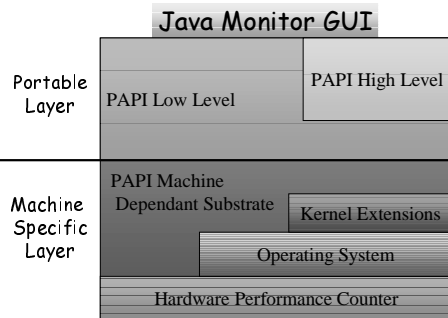 Java Monitor GUI
Portable
Layer
PAPI Low Level
PAPI High Level
Machine
Specific
Layer
PAPI Machine
Dependant Substrate
Kernel Extensions
Operating System
Hardware Performance Counter